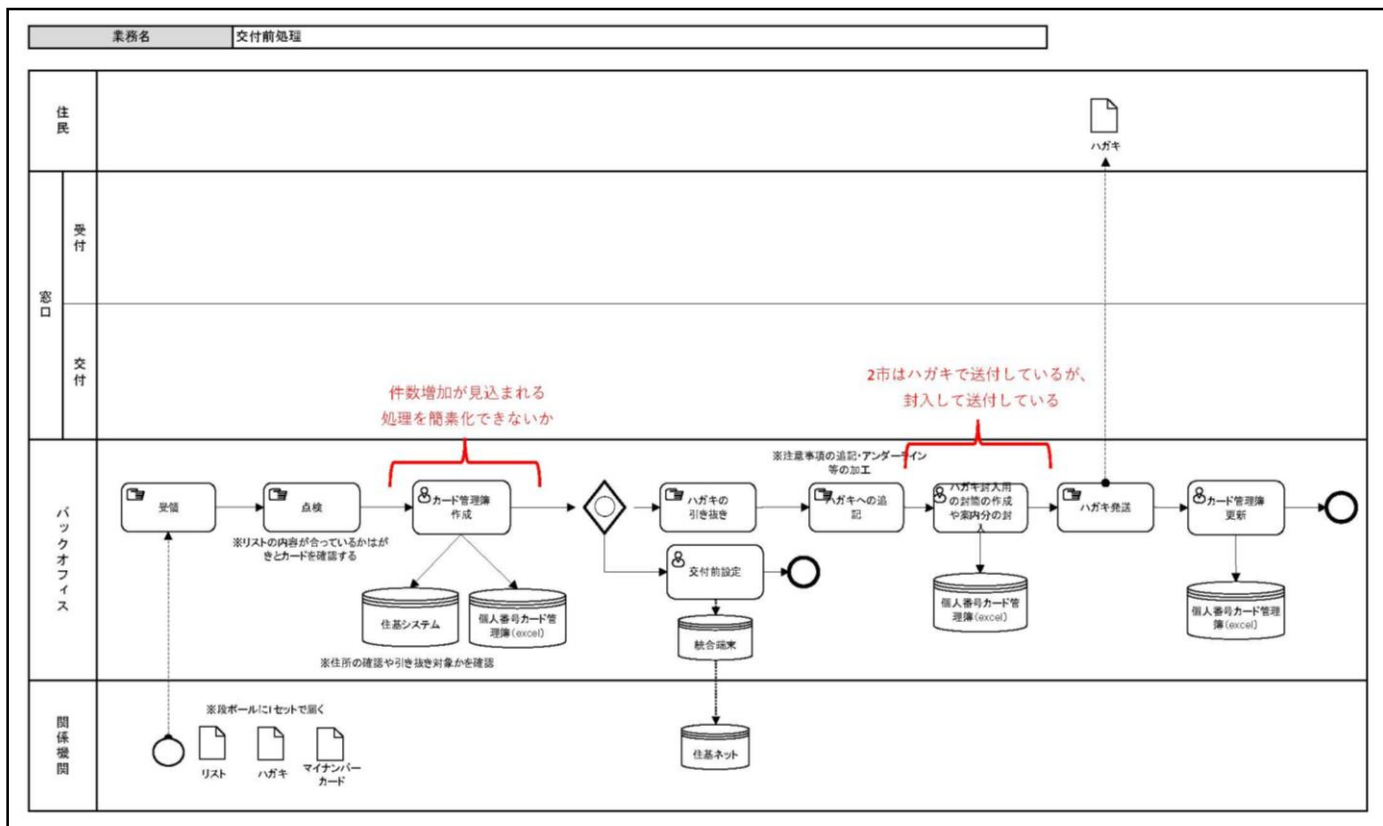 業務名
交付前処理
住民
ハガキ
窓口
受付
交付
件数増加が見込まれる
処理を簡素化できないか
2市はハガキで送付しているが、
封入して送付している
バックオフィス
※注意事項の追記・アンダーライン
等の加工
受領
点検
カード管理簿
作成
ハガキの
引き抜き
ハガキへの追
記
ハガキ封入用
の封筒の作成
や案内分の封
ハガキ発送
カード管理簿
更新
※リストの内容が合っているかはが
きとカードを確認する
交付前設定
住基システム
個人番号カード管
理簿(excel)
統合端末
個人番号カード管
理簿(excel)
個人番号カード管理
簿(excel)
※住所の確認や引き抜き対象かを確認
関係機関
※段ボールに1セットで届く
リスト
ハガキ
マイナンバー
カード
住基ネット